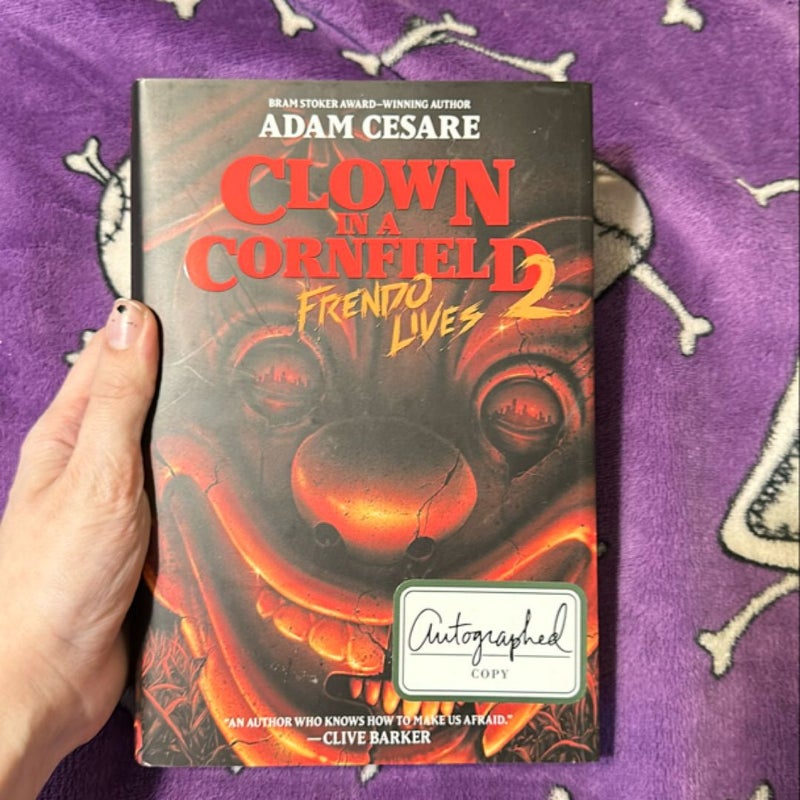 BRAM STOKER AWARD–WINNING AUTHOR
ADAM CESARE
CLOWN
IN A
CORNFIELD 2
FRENDO
LIVES
Autographed
COPY
"AN AUTHOR WHO KNOWS HOW TO MAKE US AFRAID."
—CLIVE BARKER